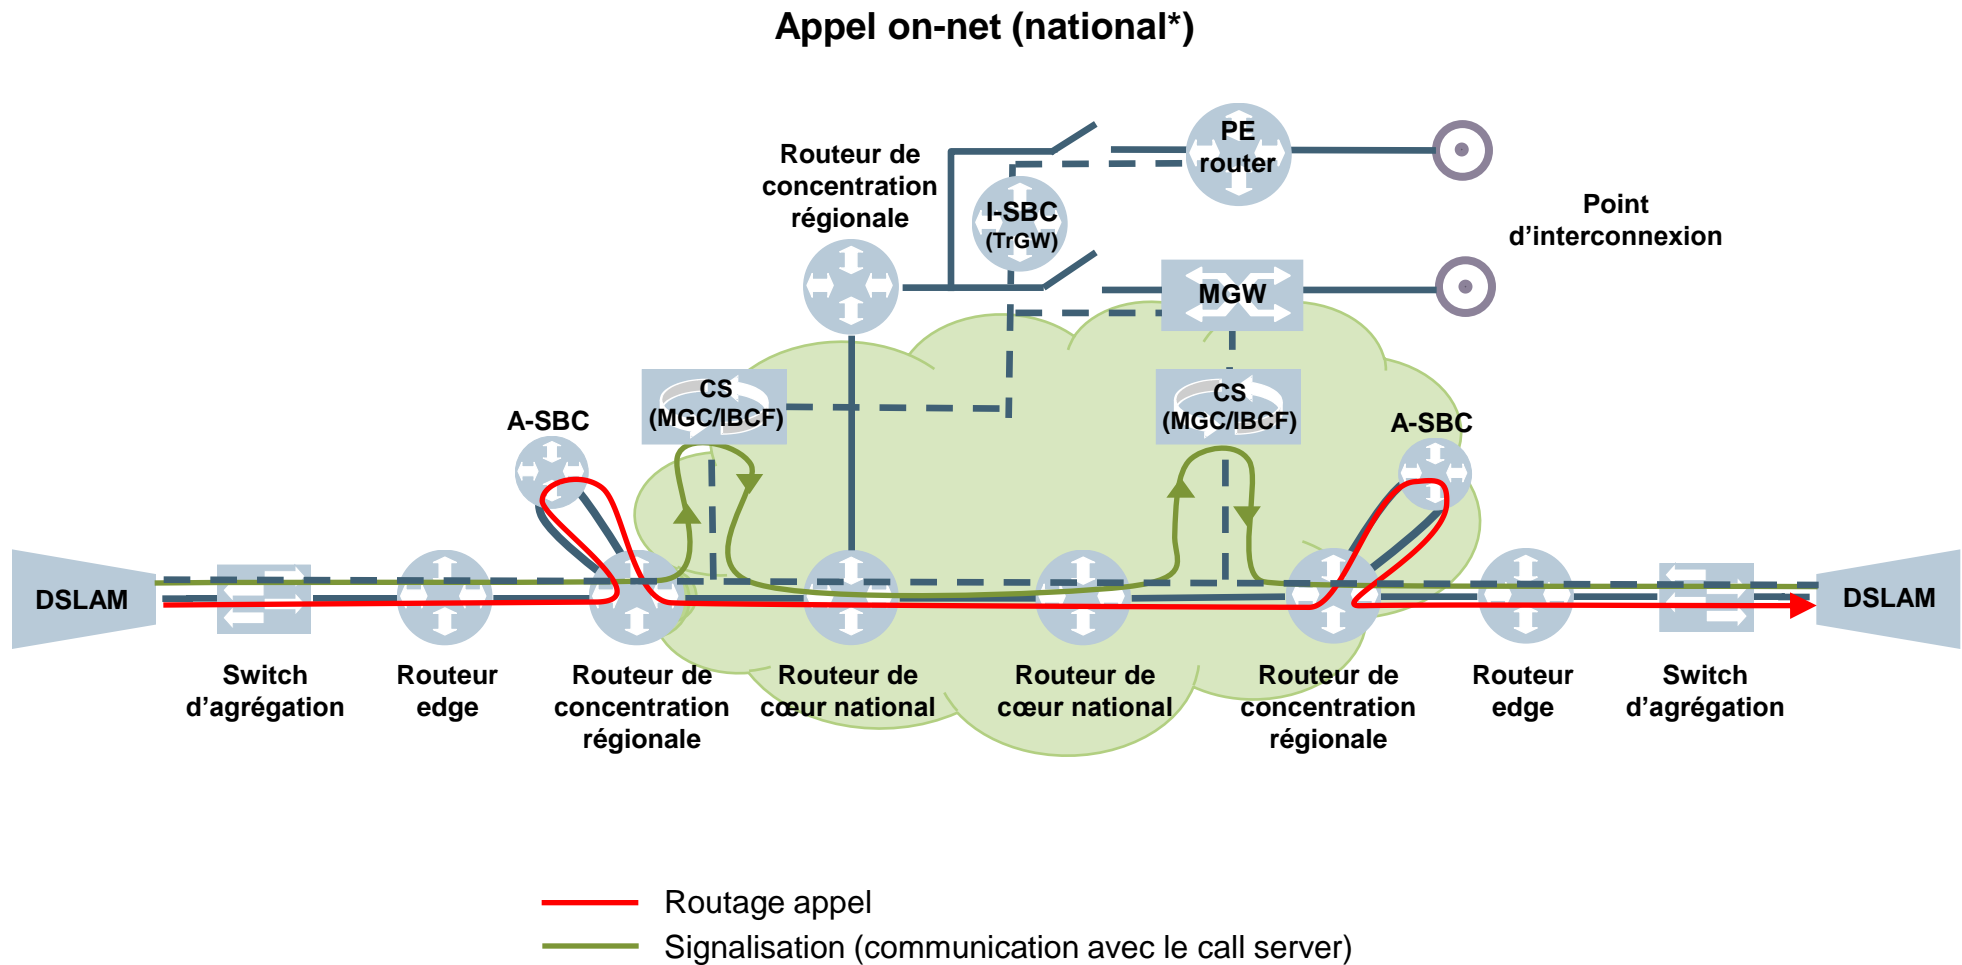 Appel on-net (national*)
PE
router
Routeur de
concentration
régionale
I-SBC
(TrGW)
Point
d'interconnexion
MGW
CS
(MGC/IBCF)
CS
(MGC/IBCF)
A-SBC
A-SBC
DSLAM
DSLAM
Switch
d'agrégation
Routeur
edge
Routeur de
concentration
régionale
Routeur de
cœur national
Routeur de
cœur national
Routeur de
concentration
régionale
Routeur
edge
Switch
d'agrégation
Routage appel
Signalisation (communication avec le call server)